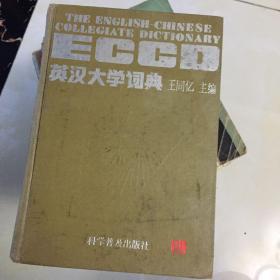 THE ENGLISH-CHINESE
COLLEGIATE DICTIONARY
ECCD
英汉大学词典 王同亿 主编
科学普及出版社